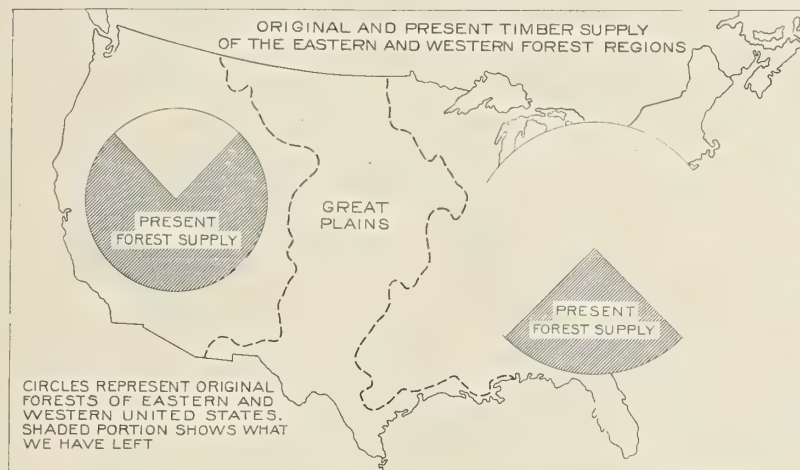 ORIGINAL AND PRESENT TIMBER SUPPLY
OF THE EASTERN AND WESTERN FOREST REGIONS
PRESENT
FOREST SUPPLY
GREAT
PLAINS
PRESENT
FOREST SUPPLY
CIRCLES REPRESENT ORIGINAL
FORESTS OF EASTERN AND
WESTERN UNITED STATES.
SHADED PORTION SHOWS WHAT
WE HAVE LEFT